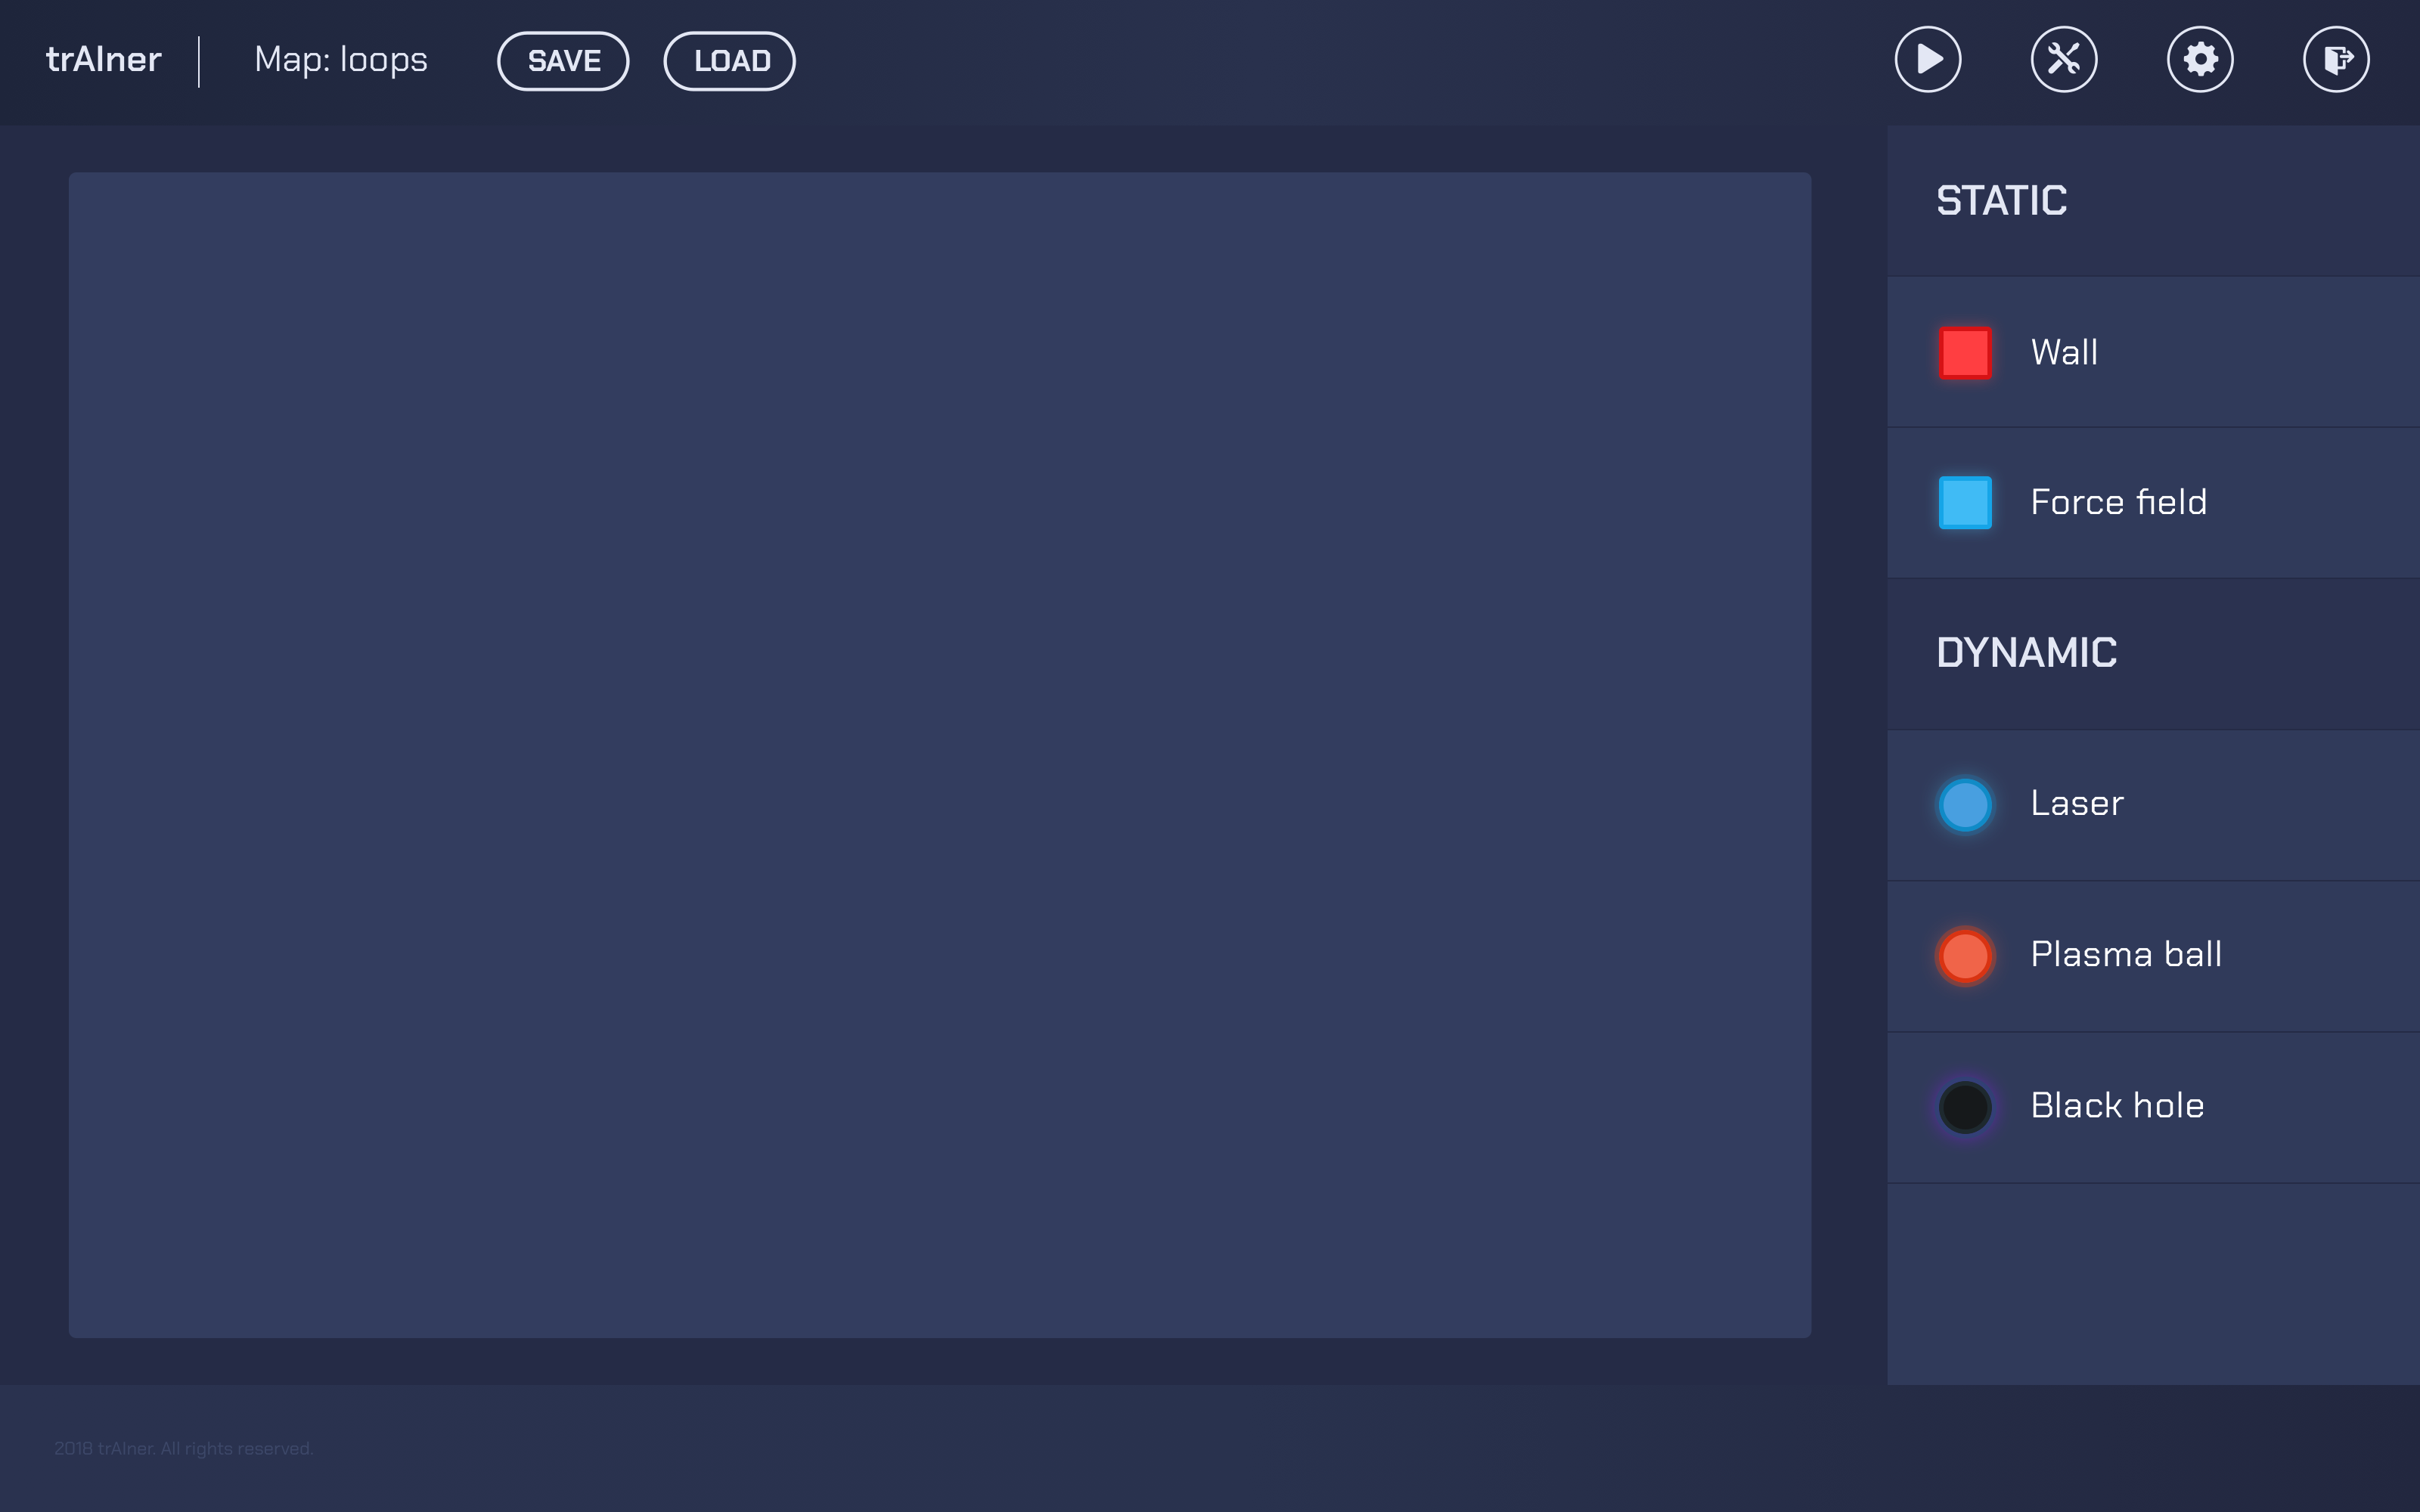 trAIner
Map: loops
SAVE
LOAD
STATIC
Wall
Force field
DYNAMIC
Laser
Plasma ball
Black hole
2018 trAIner. All rights reserved.